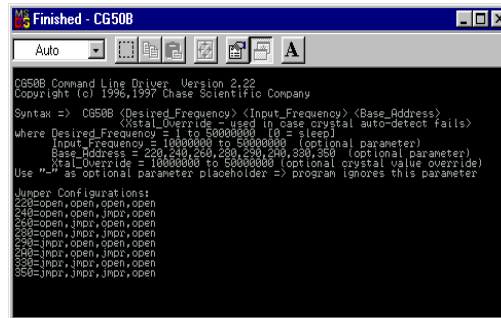 Finished - CG50B
Auto
A
CG50B Command Line Driver Version 2.22
Copyright (c) 1996,1997 Chase Scientific Company
Syntax => CG50B <Desired_Frequency> <Input_Frequency> <Base_Address>
<Xstal_Override - used in case crystal auto-detect fails>
where Desired_Frequency = 1 to 50000000 [0 = sleep]
Input_Frequency = 10000000 to 50000000 (optional parameter)
Base_Address = 220,240,260,280,290,2A0,330,350 (optional parameter)
Xtal_Override = 10000000 to 50000000 (optional crystal value override)
Use "-" as optional parameter placeholder => program ignores this parameter
Jumper Configurations:
220=open,open,open,open
240=open,open,jmpr,open
260=open,jmpr,open,open
280=open,jmpr,jmpr,open
290=jmpr,open,open,open
2A0=jmpr,open,jmpr,open
330=jmpr,jmpr,open,open
350=jmpr,jmpr,jmpr,open